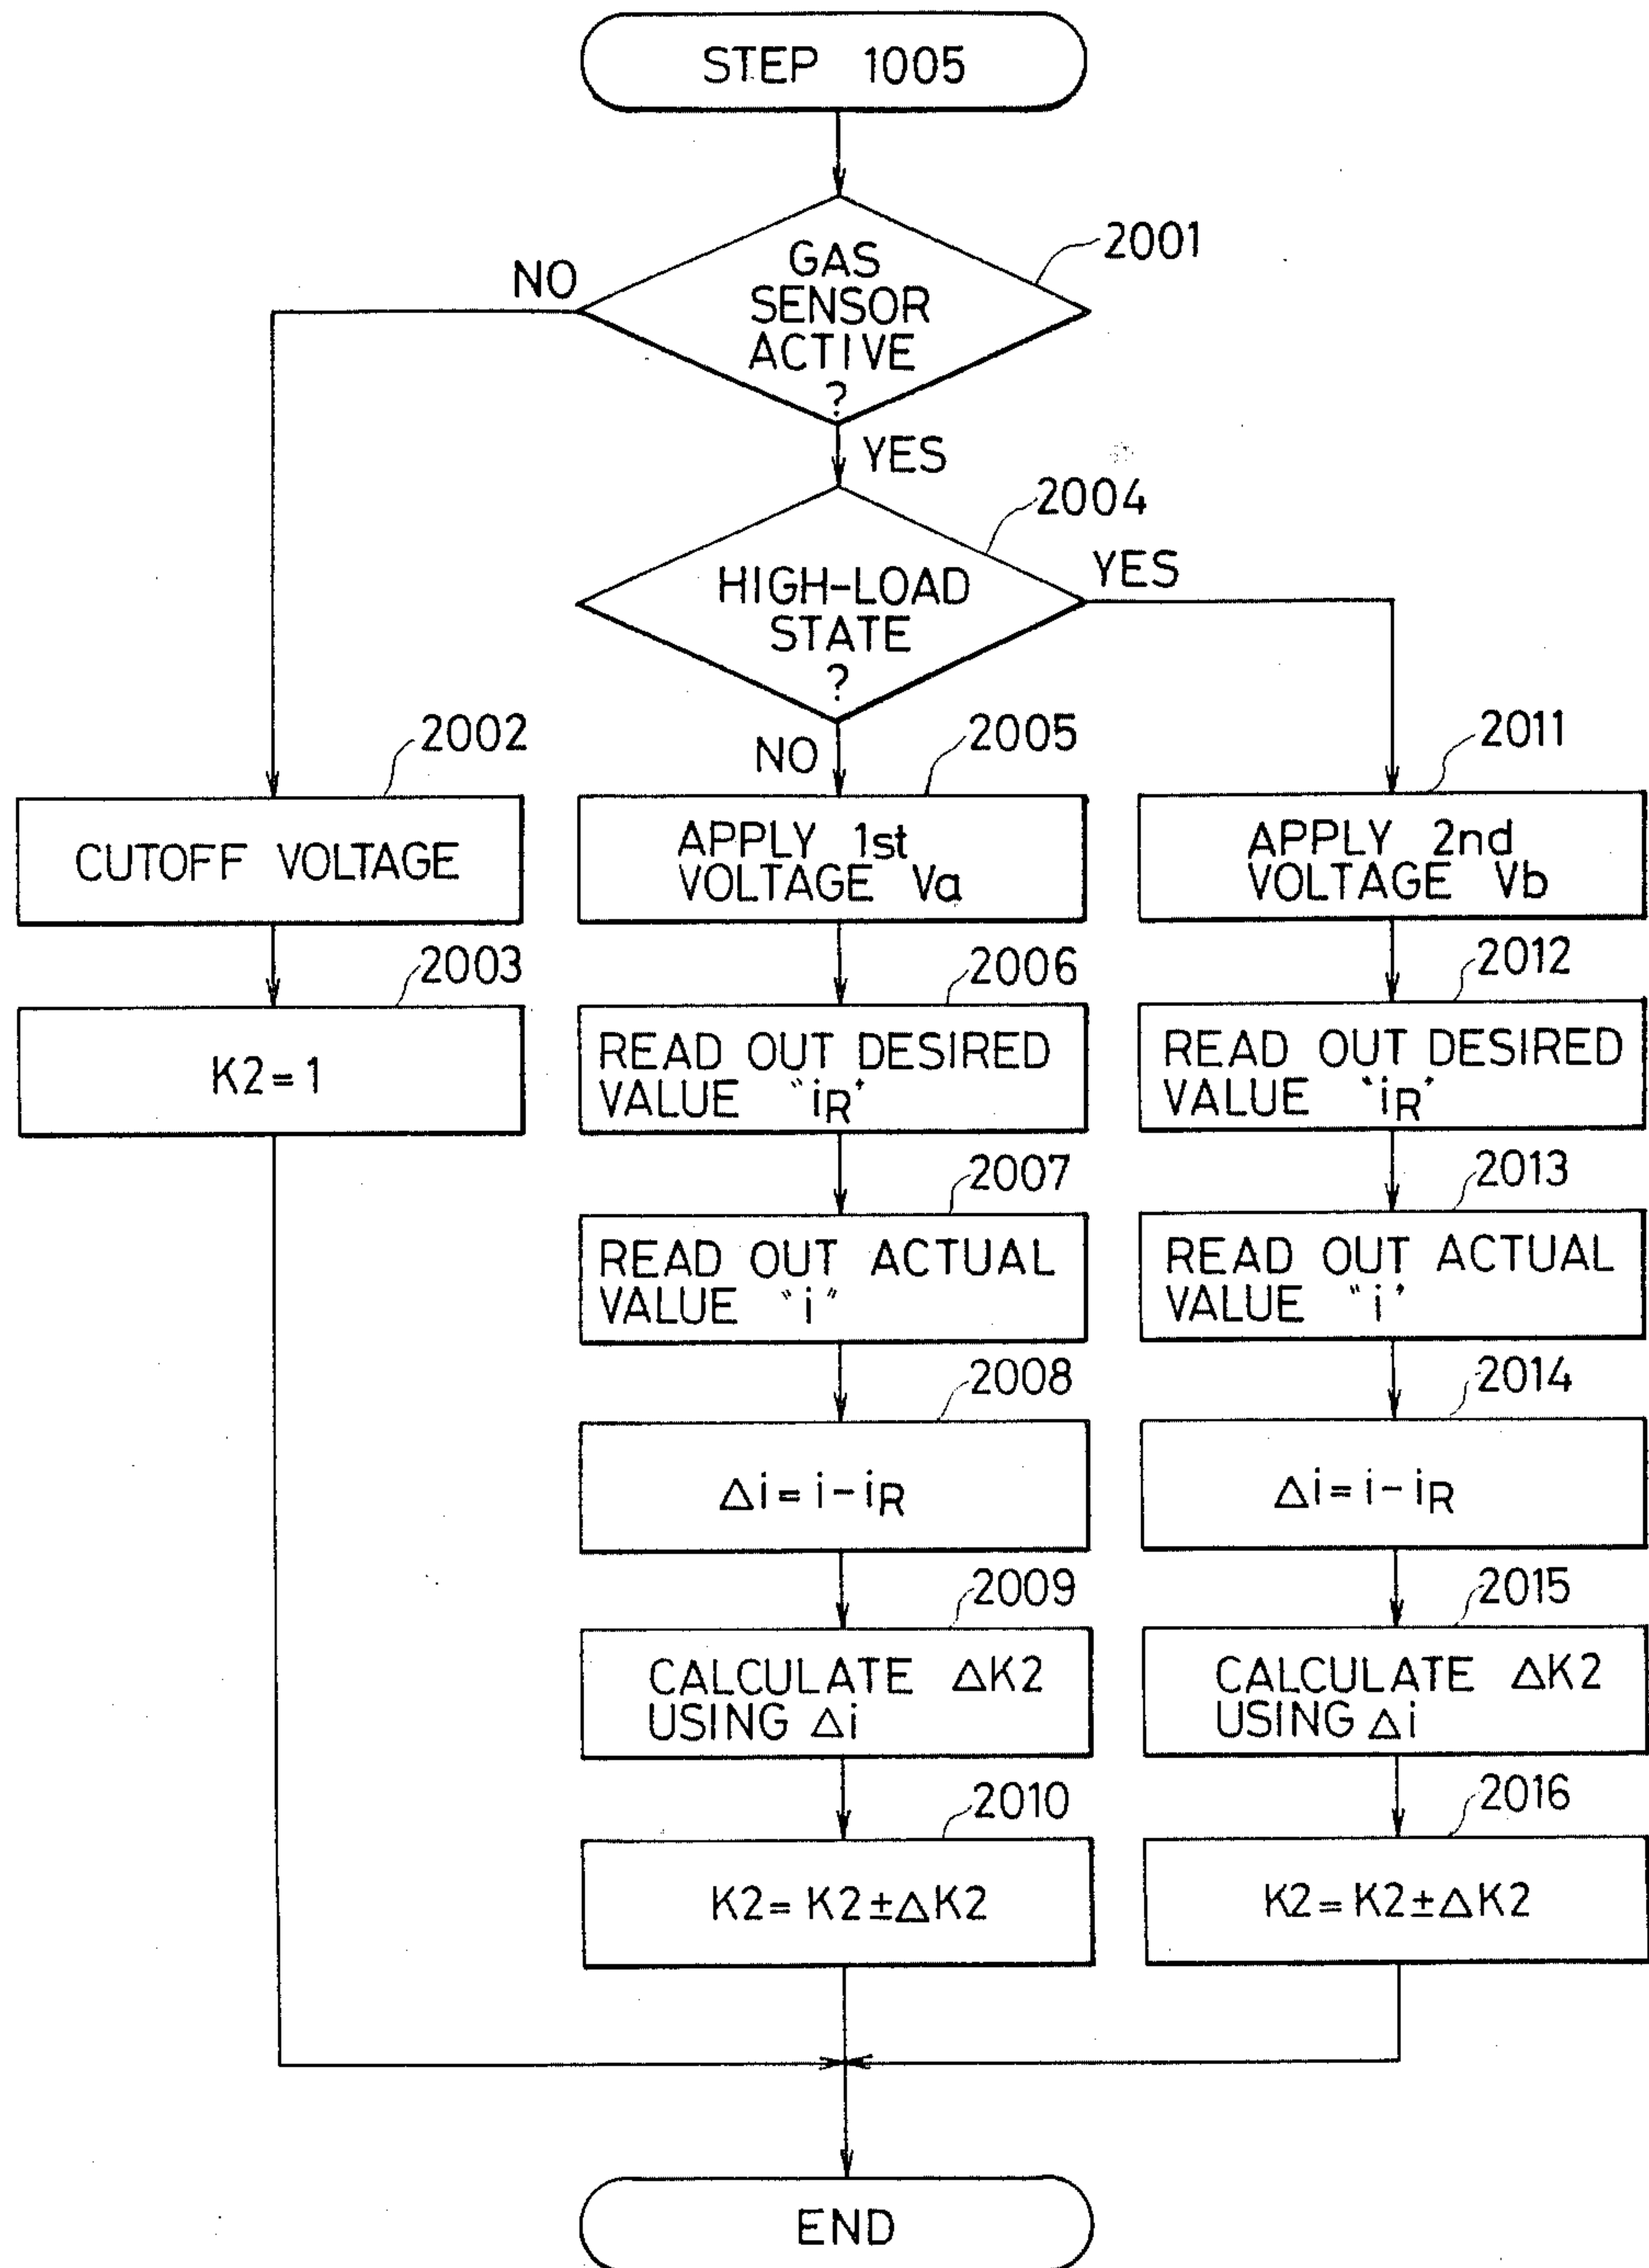 STEP 1005
GAS
SENSOR
ACTIVE
?
2001
NO
YES
HIGH-LOAD
STATE
?
2004
YES
NO
2002
CUTOFF VOLTAGE
2003
K2=1
2005
APPLY 1st
VOLTAGE Va
2006
READ OUT DESIRED
VALUE "iR'
2007
READ OUT ACTUAL
VALUE "i"
2008
Δi=i-iR
2009
CALCULATE ΔK2
USING Δi
2010
K2=K2±ΔK2
2011
APPLY 2nd
VOLTAGE Vb
2012
READ OUT DESIRED
VALUE 'iR'
2013
READ OUT ACTUAL
VALUE "i'
2014
Δi=i-iR
2015
CALCULATE ΔK2
USING Δi
2016
K2=K2±ΔK2
END